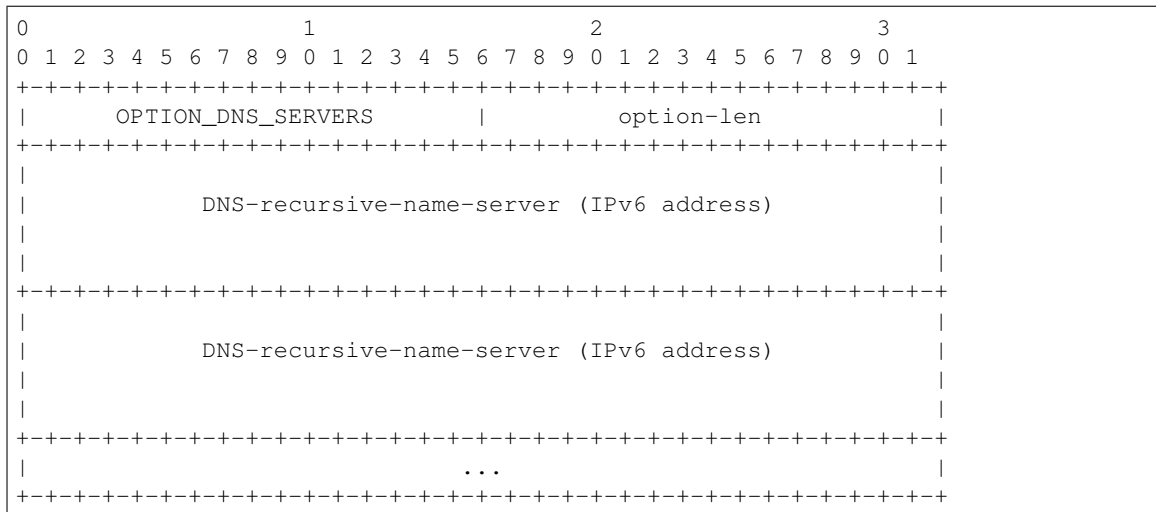 0                   1                   2                   3
0 1 2 3 4 5 6 7 8 9 0 1 2 3 4 5 6 7 8 9 0 1 2 3 4 5 6 7 8 9 0 1
+-+-+-+-+-+-+-+-+-+-+-+-+-+-+-+-+-+-+-+-+-+-+-+-+-+-+-+-+-+-+-+-+
|      OPTION_DNS_SERVERS       |         option-len            |
+-+-+-+-+-+-+-+-+-+-+-+-+-+-+-+-+-+-+-+-+-+-+-+-+-+-+-+-+-+-+-+-+
|                                                               |
|            DNS-recursive-name-server (IPv6 address)           |
|                                                               |
|                                                               |
+-+-+-+-+-+-+-+-+-+-+-+-+-+-+-+-+-+-+-+-+-+-+-+-+-+-+-+-+-+-+-+-+
|                                                               |
|            DNS-recursive-name-server (IPv6 address)           |
|                                                               |
|                                                               |
+-+-+-+-+-+-+-+-+-+-+-+-+-+-+-+-+-+-+-+-+-+-+-+-+-+-+-+-+-+-+-+-+
|                              ...                              |
+-+-+-+-+-+-+-+-+-+-+-+-+-+-+-+-+-+-+-+-+-+-+-+-+-+-+-+-+-+-+-+-+